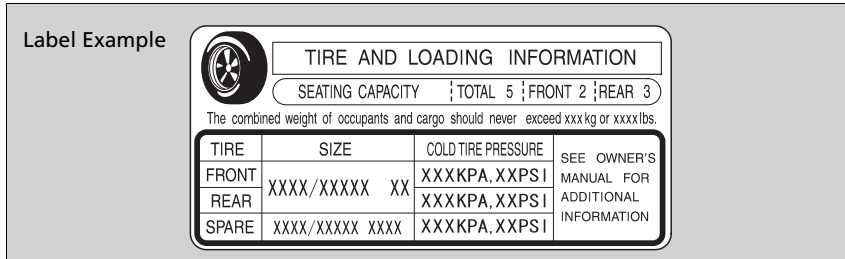 Label Example
TIRE AND LOADING INFORMATION
SEATING CAPACITY TOTAL 5 FRONT 2 REAR 3
The combined weight of occupants and cargo should never exceed xxx kg or xxxx lbs.
TIRE SIZE COLD TIRE PRESSURE
FRONT XXXX/XXXXX XX XXXKPA,XXPSI
REAR XXXKPA,XXPSI
SPARE XXXX/XXXXX XXXX XXXKPA,XXPSI
SEE OWNER'S
MANUAL FOR
ADDITIONAL
INFORMATION